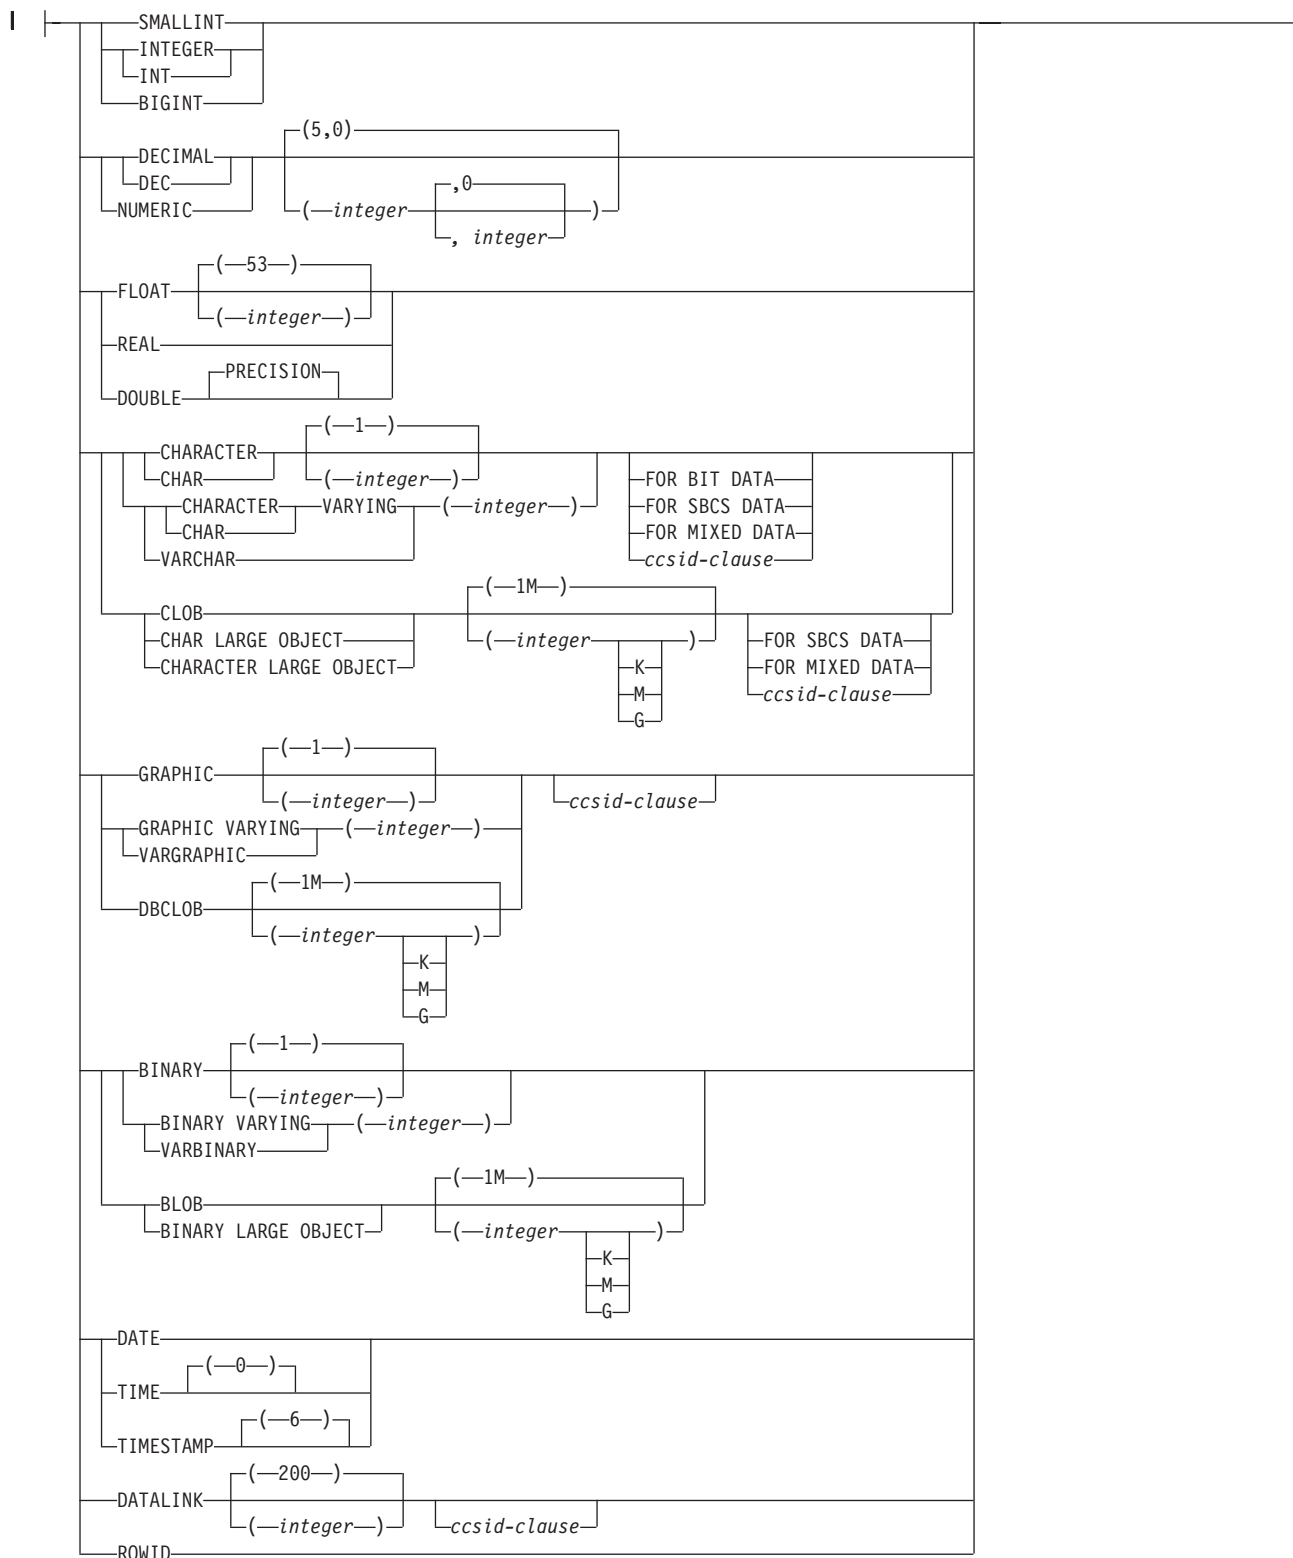 SMALLINT
INTEGER
INT
BIGINT
(5,0)
DECIMAL
DEC
NUMERIC
( integer ,0 )
, integer
( 53 )
FLOAT
( integer )
REAL
PRECISION
DOUBLE
( 1 )
CHARACTER
CHAR
( integer )
FOR BIT DATA
CHARACTER VARYING ( integer )
FOR SBCS DATA
CHAR
FOR MIXED DATA
VARCHAR
ccsid-clause
( 1M )
CLOB
CHAR LARGE OBJECT
( integer )
FOR SBCS DATA
CHARACTER LARGE OBJECT
K
FOR MIXED DATA
M
ccsid-clause
G
( 1 )
GRAPHIC
( integer )
ccsid-clause
GRAPHIC VARYING ( integer )
VARGRAPHIC
( 1M )
DBCLOB
( integer )
K
M
G
( 1 )
BINARY
( integer )
BINARY VARYING ( integer )
VARBINARY
( 1M )
BLOB
BINARY LARGE OBJECT
( integer )
K
M
G
DATE
( 0 )
TIME
( 6 )
TIMESTAMP
( 200 )
DATALINK
( integer )
ccsid-clause
ROWID